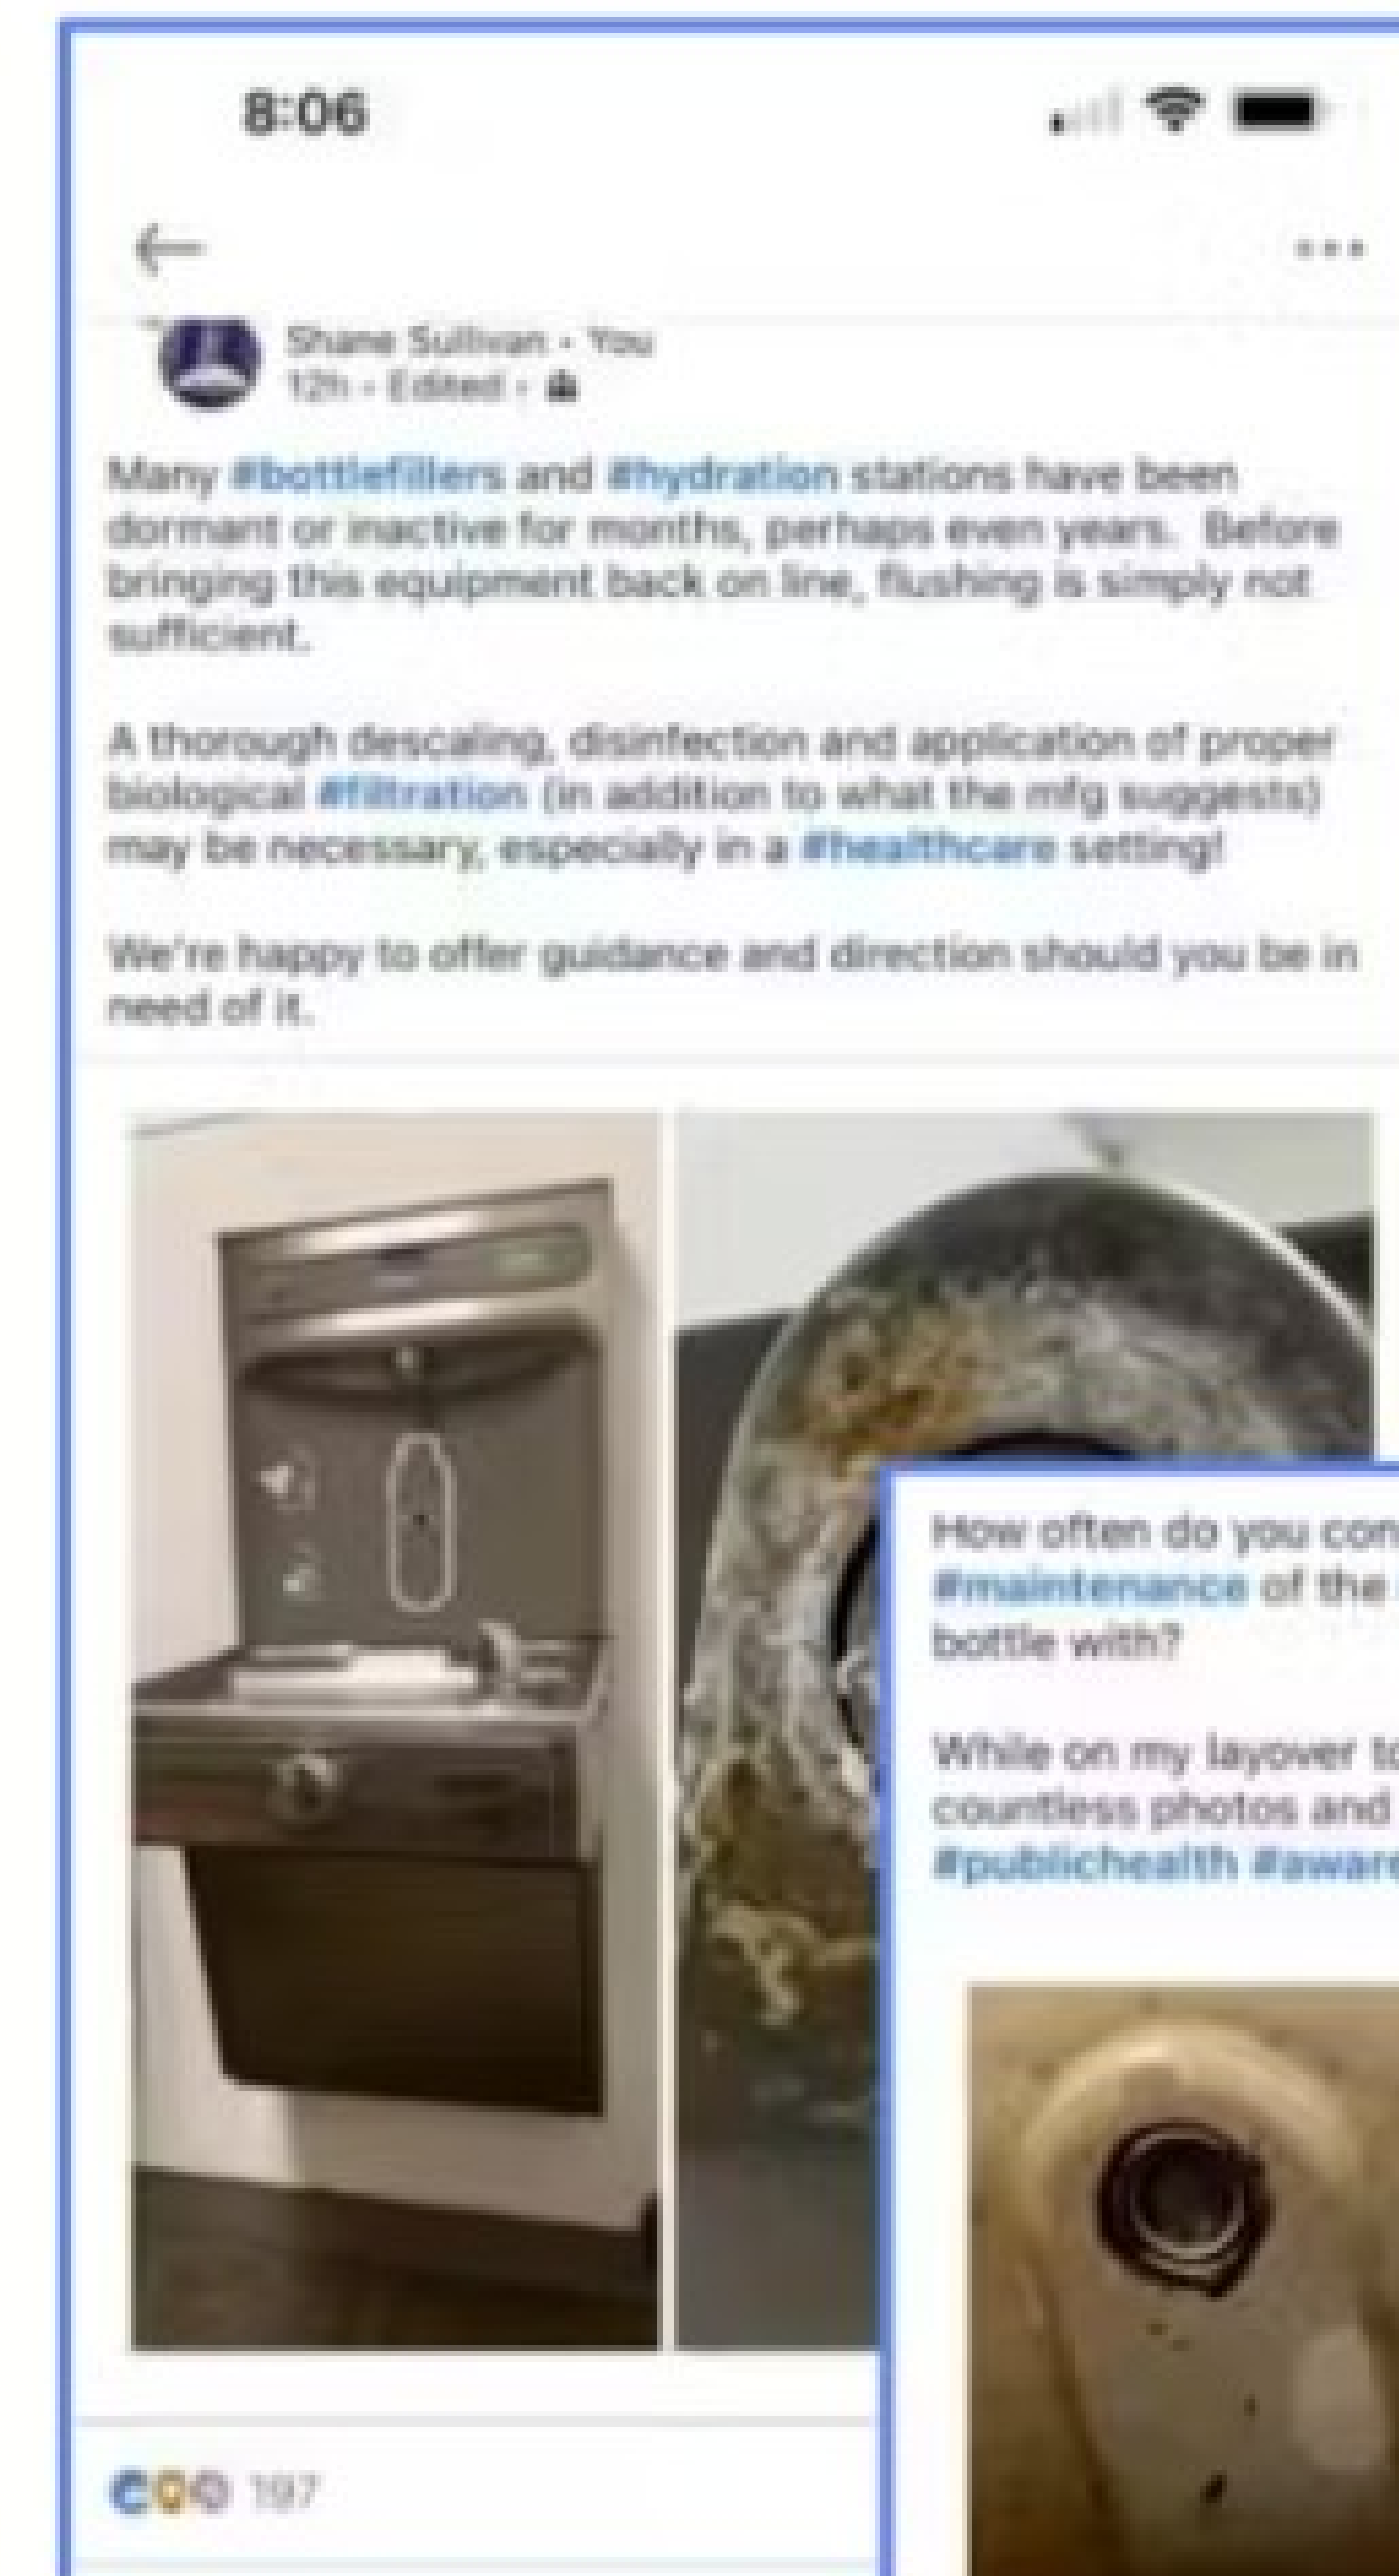 8:06
Shane Sullivan • You
12h • Edited •
Many #bottlefillers and #hydration stations have been
dormant or inactive for months, perhaps even years. Before
bringing this equipment back on line, flushing is simply not
sufficient.
A thorough descaling, disinfection and application of proper
biological #filtration (in addition to what the mfg suggests)
may be necessary, especially in a #healthcare setting!
We're happy to offer guidance and direction should you be in
need of it.
How often do you con
#maintenance of the
bottle with?
While on my layover to
countless photos and
#publichealth #aware
197